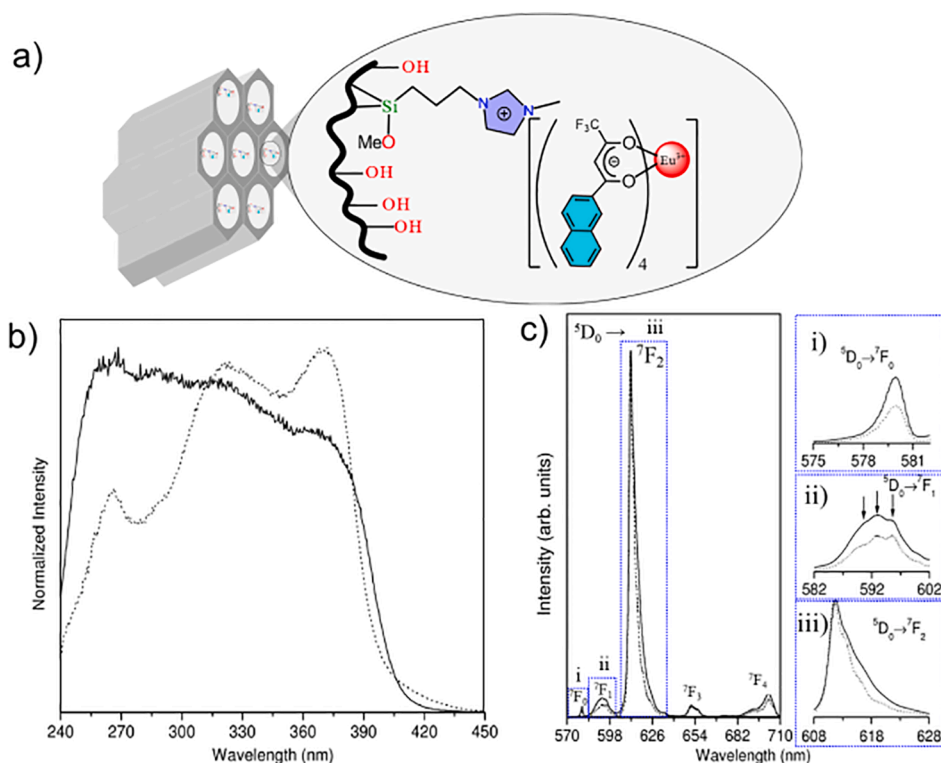 a)
OH
Si
N
N
+
MeO
OH
OH
OH
F₃C
O
O
⊖
Eu³⁺
4
b)
Normalized Intensity
240 270 300 330 360 390 420 450
Wavelength (nm)
c)
⁵D₀ → iii
⁷F₂
i
⁷F₀
ii
⁷F₁
⁷F₃
⁷F₄
Intensity (arb. units)
570 598 626 654 682 710
Wavelength (nm)
i)
⁵D₀→⁷F₀
575 578 581
ii)
⁵D₀→⁷F₁
582 592 602
iii)
⁵D₀→⁷F₂
608 618 628